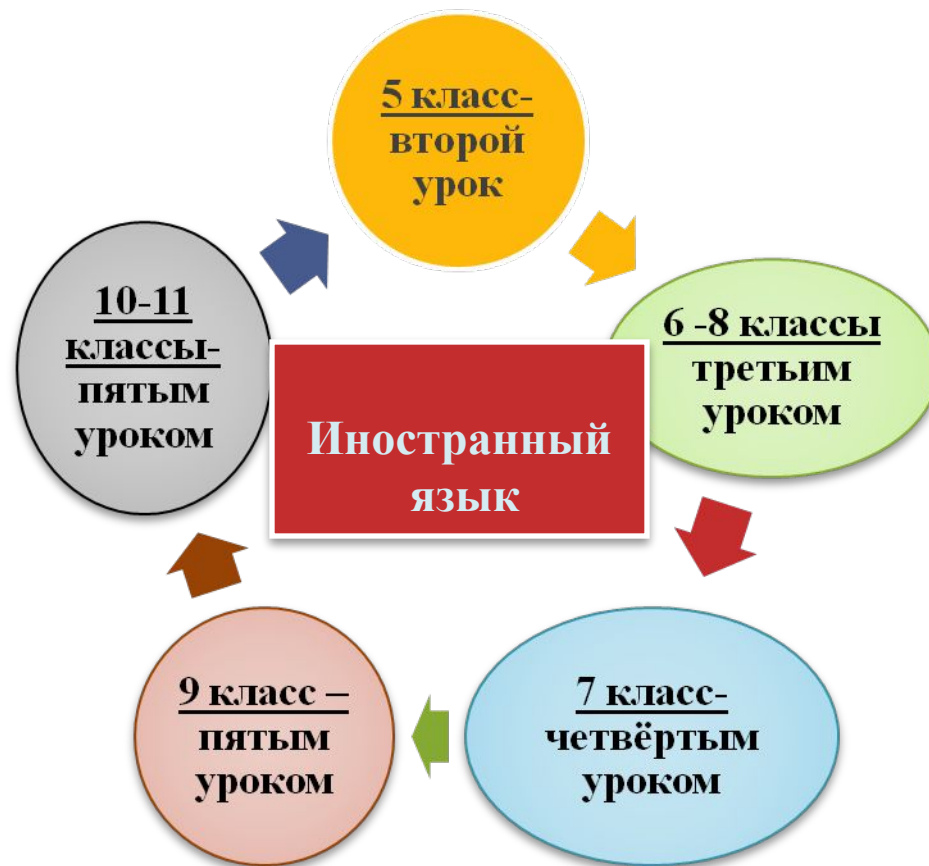 5 класс-
второй
урок
6 -8 классы
третьим
уроком
7 класс-
четвёртым
уроком
9 класс –
пятым
уроком
10-11
классы-
пятым
уроком
Иностранный
язык